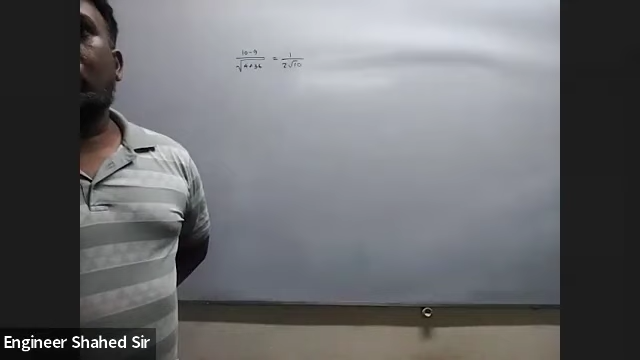 10-9/√4+36 = 1/2√10
Engineer Shahed Sir